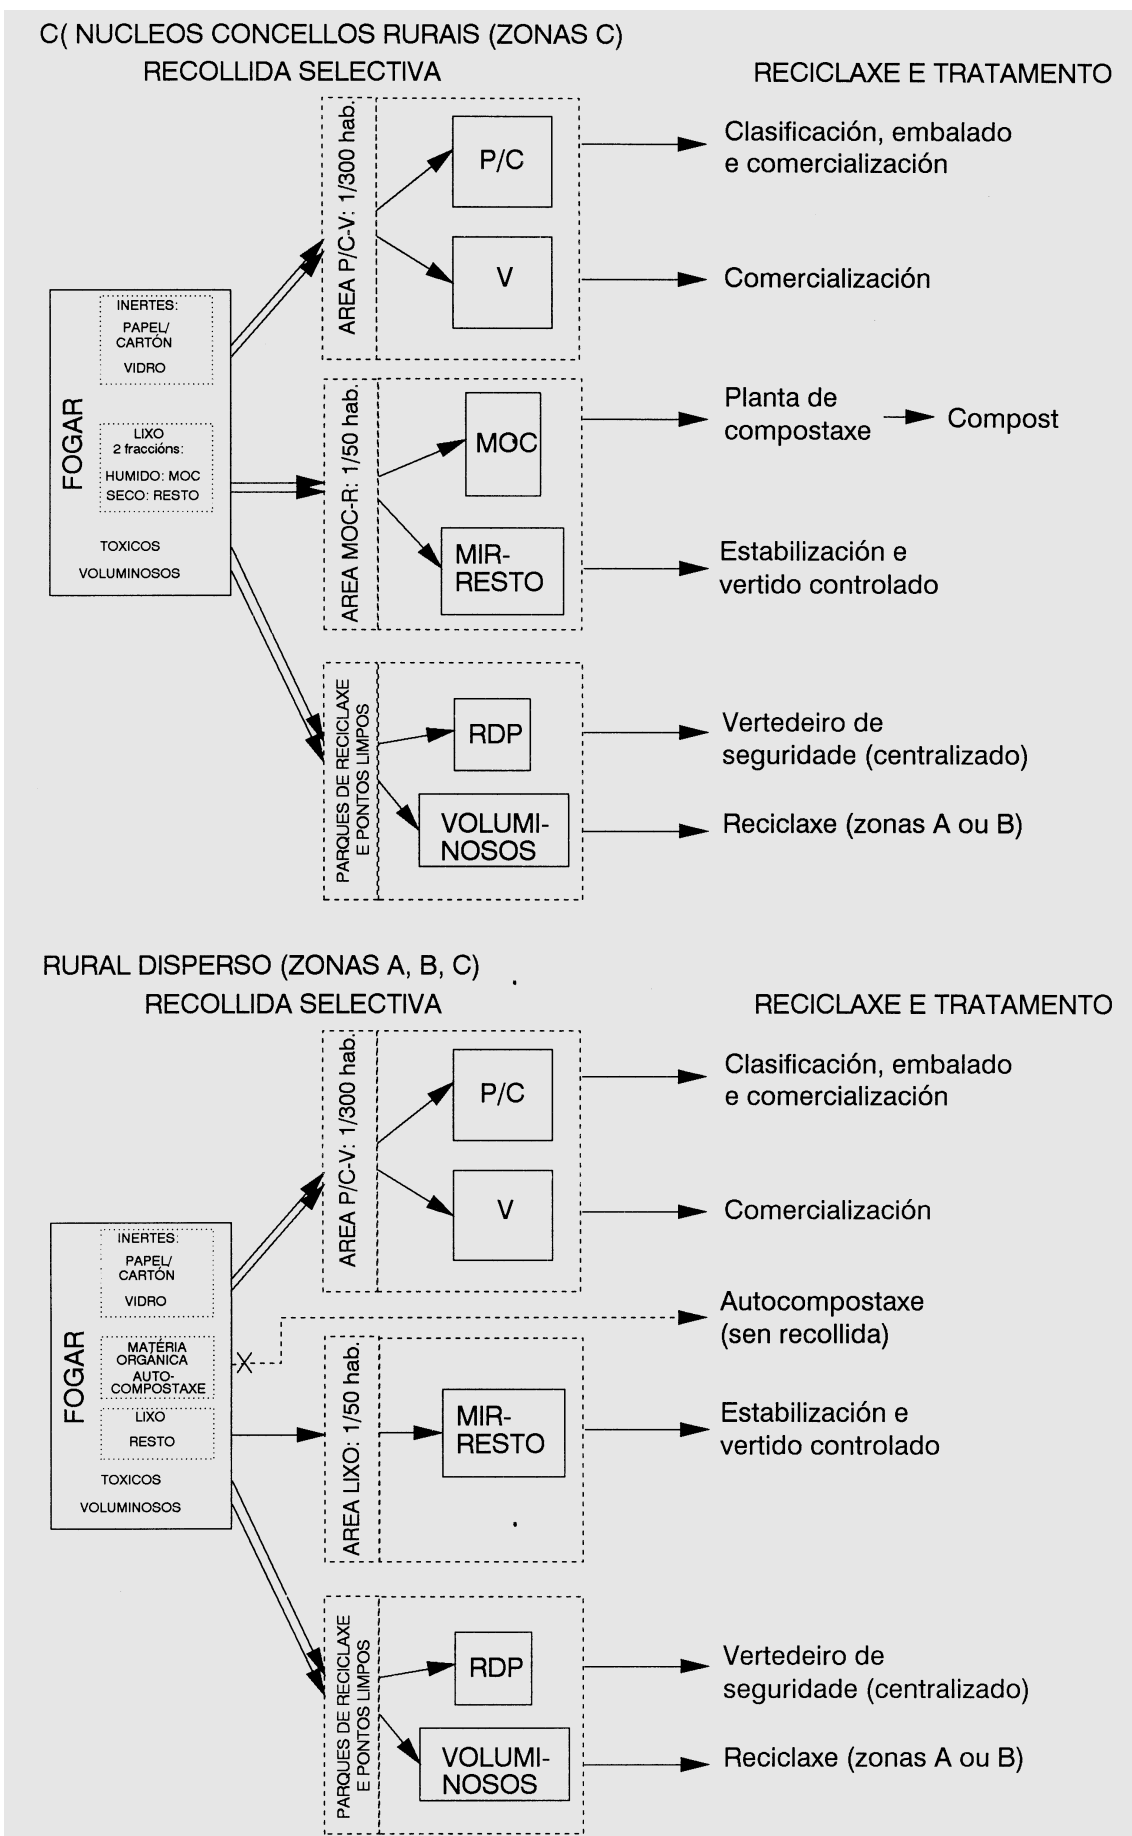 C( NUCLEOS CONCELLOS RURAIS (ZONAS C)
RECOLLIDA SELECTIVA
RECICLAXE E TRATAMENTO
FOGAR
INERTES:
PAPEL/
CARTÓN
VIDRO
LIXO
2 fraccións:
HUMIDO: MOC
SECO: RESTO
TOXICOS
VOLUMINOSOS
AREA P/C-V: 1/300 hab.
P/C
V
Clasificación, embalado
e comercialización
Comercialización
AREA MOC-R: 1/50 hab.
MOC
MIR-
RESTO
Planta de
compostaxe
Compost
Estabilización e
vertido controlado
PARQUES DE RECICLAXE
E PONTOS LIMPOS
RDP
VOLUMI-
NOSOS
Vertedeiro de
seguridade (centralizado)
Reciclaxe (zonas A ou B)
RURAL DISPERSO (ZONAS A, B, C)
RECOLLIDA SELECTIVA
RECICLAXE E TRATAMENTO
FOGAR
INERTES:
PAPEL/
CARTÓN
VIDRO
MATÉRIA
ORGÁNICA
AUTO-
COMPOSTAXE
LIXO
RESTO
TOXICOS
VOLUMINOSOS
AREA P/C-V: 1/300 hab.
P/C
V
Clasificación, embalado
e comercialización
Comercialización
Autocompostaxe
(sen recollida)
AREA LIXO: 1/50 hab.
MIR-
RESTO
Estabilización e
vertido controlado
PARQUES DE RECICLAXE
E PONTOS LIMPOS
RDP
VOLUMI-
NOSOS
Vertedeiro de
seguridade (centralizado)
Reciclaxe (zonas A ou B)